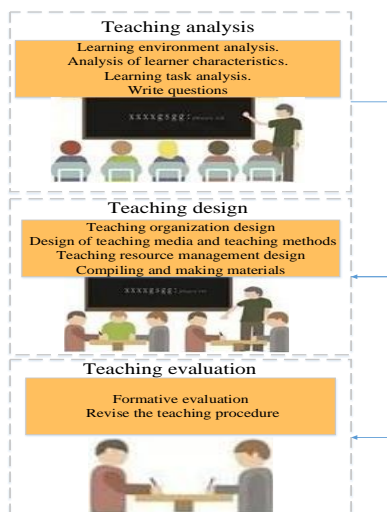 Teaching analysis
Learning environment analysis.
Analysis of learner characteristics.
Learning task analysis.
Write questions
xxxxgsgg:
Teaching design
Teaching organization design
Design of teaching media and teaching methods
Teaching resource management design
Compiling and making materials
xxxxgsgg:
Teaching evaluation
Formative evaluation
Revise the teaching procedure